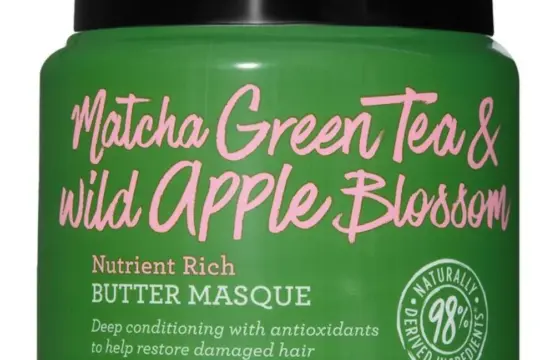 Matcha Green Tea &
Wild Apple Blossom
Nutrient Rich
BUTTER MASQUE
Deep conditioning with antioxidants
to help restore damaged hair
NATURALLY
98%
DERIVED INGREDIENTS